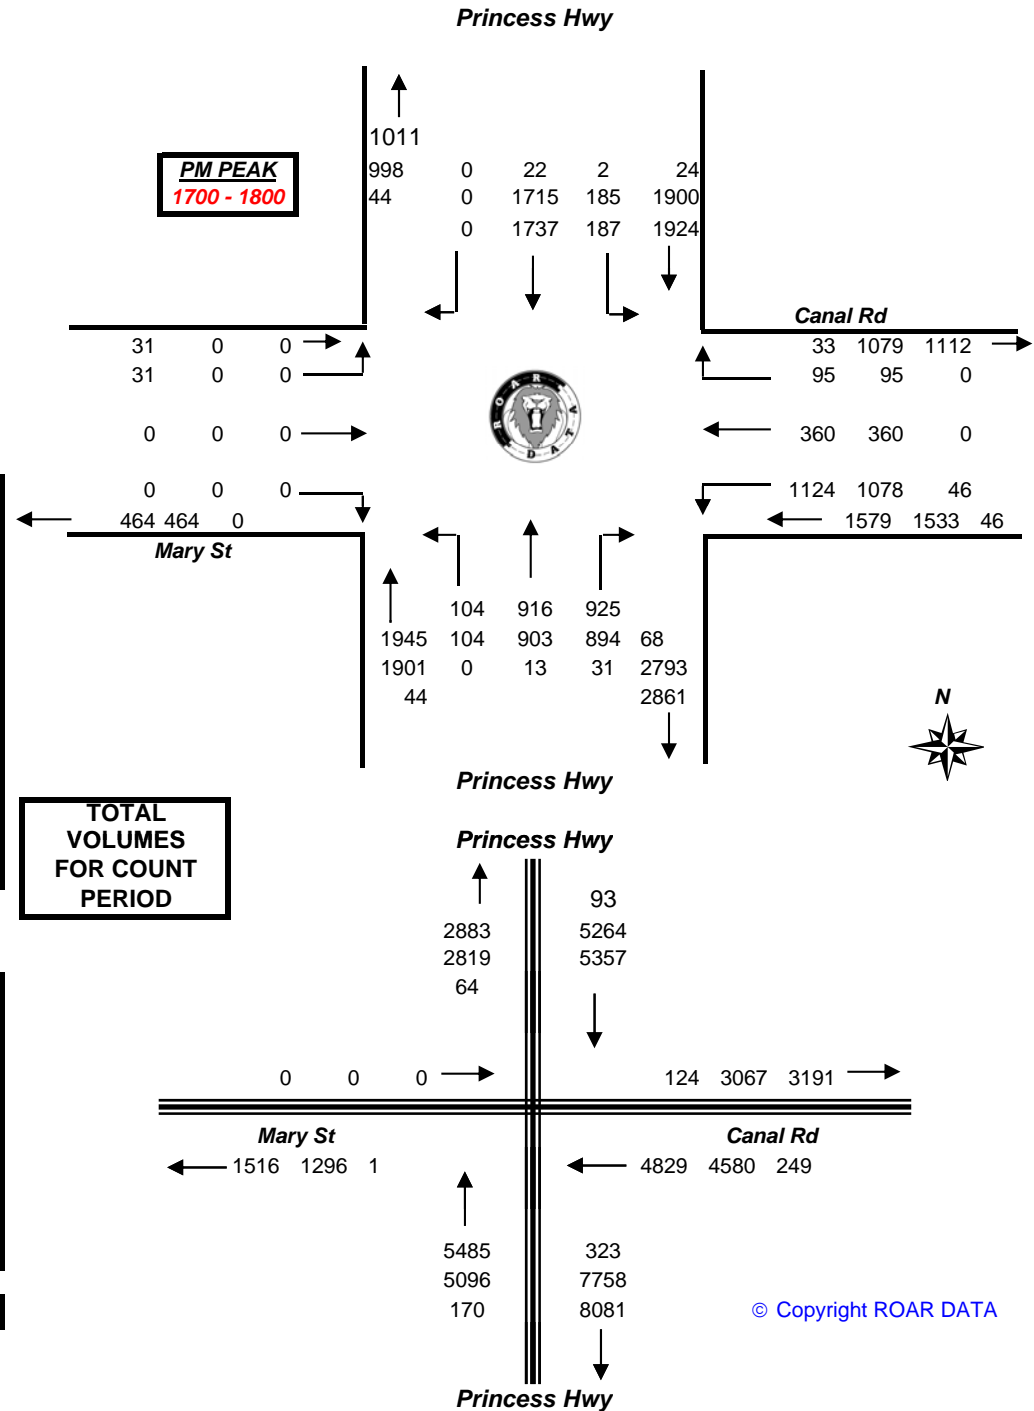 Princess Hwy
1011
PM PEAK
998 0 22 2 24
1700 - 1800
44 0 1715 185 1900
0 1737 187 1924
Canal Rd
31 0 0
33 1079 1112
31 0 0
95 95 0
ROAR DATA
0 0 0
360 360 0
0 0 0
1124 1078 46
464 464 0
1579 1533 46
Mary St
104 916 925
1945 104 903 894 68
1901 0 13 31 2793
44 2861
N
Princess Hwy
TOTAL
VOLUMES
FOR COUNT
PERIOD
Princess Hwy
93
2883 5264
2819 5357
64
0 0 0
124 3067 3191
Mary St
Canal Rd
1516 1296 1
4829 4580 249
5485 323
5096 7758
170 8081
© Copyright ROAR DATA
Princess Hwy